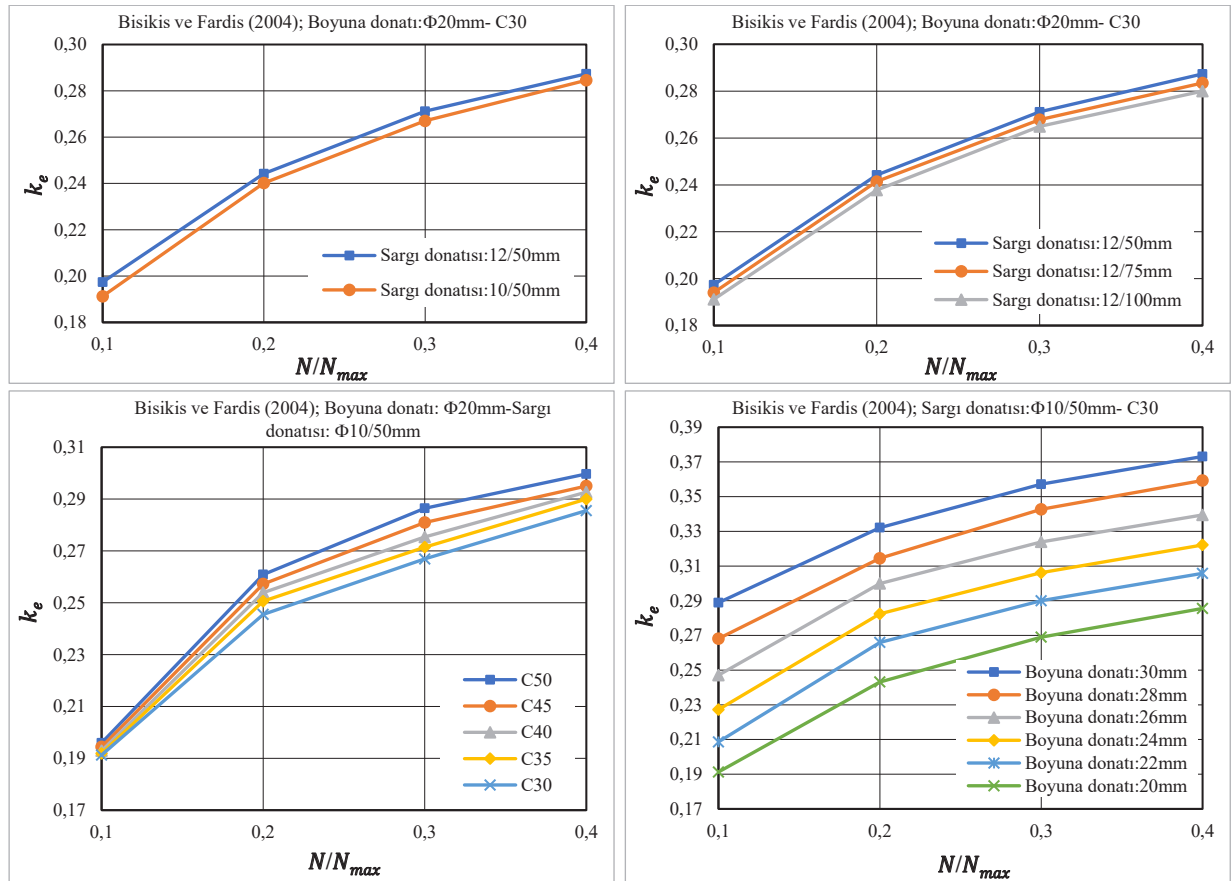 Bisikis ve Fardis (2004); Boyuna donatı:Φ20mm- C30
0,30
0,28
0,26
0,24
0,22
0,20
0,18
k_e
Sargı donatısı:12/50mm
Sargı donatısı:10/50mm
0,1 0,2 0,3 0,4
N/N_max
Bisikis ve Fardis (2004); Boyuna donatı:Φ20mm- C30
0,30
0,28
0,26
0,24
0,22
0,20
0,18
k_e
Sargı donatısı:12/50mm
Sargı donatısı:12/75mm
Sargı donatısı:12/100mm
0,1 0,2 0,3 0,4
N/N_max
Bisikis ve Fardis (2004); Boyuna donatı: Φ20mm-Sargı
donatısı: Φ10/50mm
0,31
0,29
0,27
0,25
0,23
0,21
0,19
0,17
k_e
C50
C45
C40
C35
C30
0,1 0,2 0,3 0,4
N/N_max
Bisikis ve Fardis (2004); Sargı donatısı:Φ10/50mm- C30
0,39
0,37
0,35
0,33
0,31
0,29
0,27
0,25
0,23
0,21
0,19
0,17
k_e
Boyuna donatı:30mm
Boyuna donatı:28mm
Boyuna donatı:26mm
Boyuna donatı:24mm
Boyuna donatı:22mm
Boyuna donatı:20mm
0,1 0,2 0,3 0,4
N/N_max